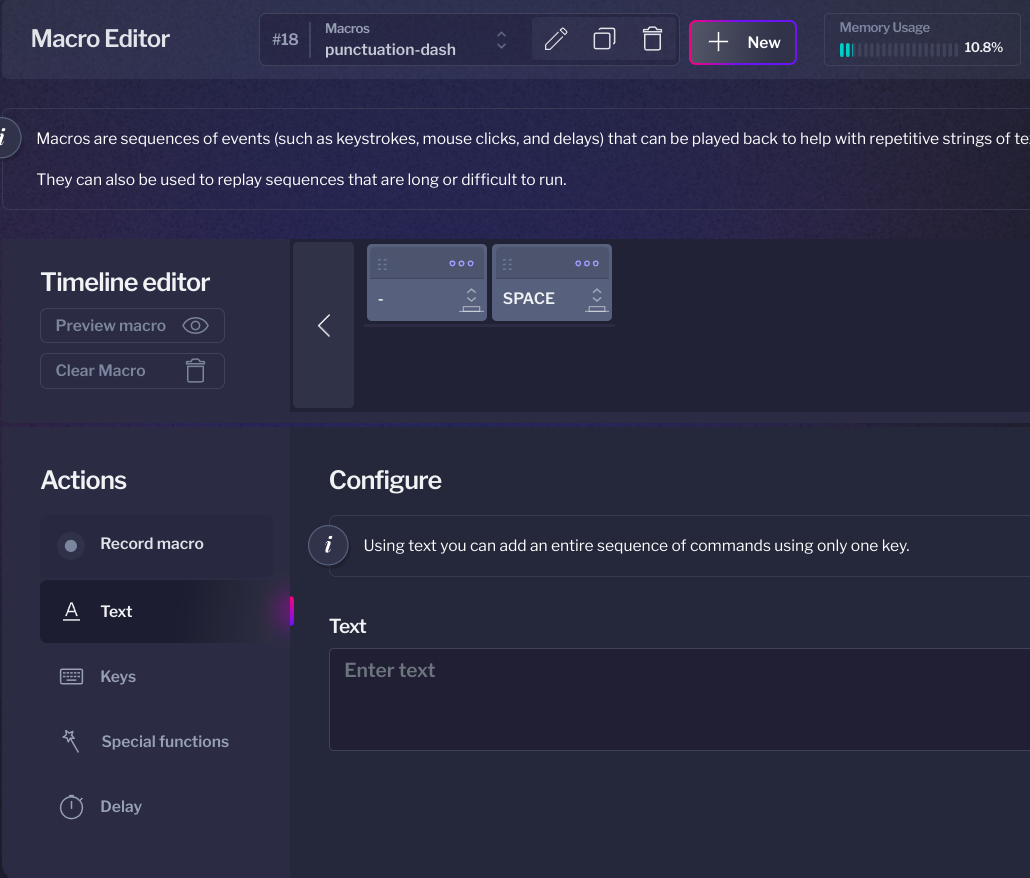 Macro Editor
#18
Macros
punctuation-dash
New
Memory Usage
10.8%
i
Macros are sequences of events (such as keystrokes, mouse clicks, and delays) that can be played back to help with repetitive strings of
They can also be used to replay sequences that are long or difficult to run.
Timeline editor
Preview macro
Clear Macro
-
SPACE
Actions
Record macro
A Text
Keys
Special functions
Delay
Configure
i
Using text you can add an entire sequence of commands using only one key.
Text
Enter text